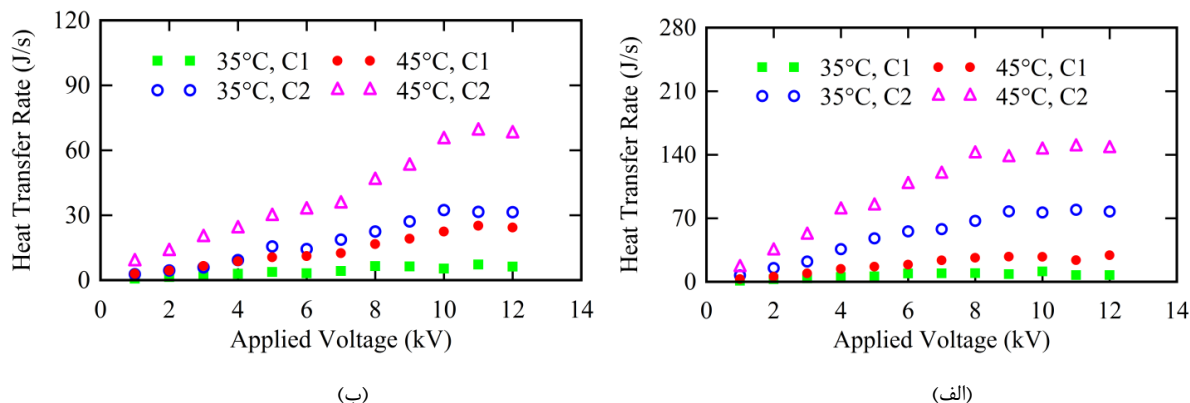 120
90
60
30
0
Heat Transfer Rate (J/s)
35°C, C1
45°C, C1
35°C, C2
45°C, C2
0 2 4 6 8 10 12 14
Applied Voltage (kV)
(ب)
280
210
140
70
0
Heat Transfer Rate (J/s)
35°C, C1
45°C, C1
35°C, C2
45°C, C2
0 2 4 6 8 10 12 14
Applied Voltage (kV)
(الف)